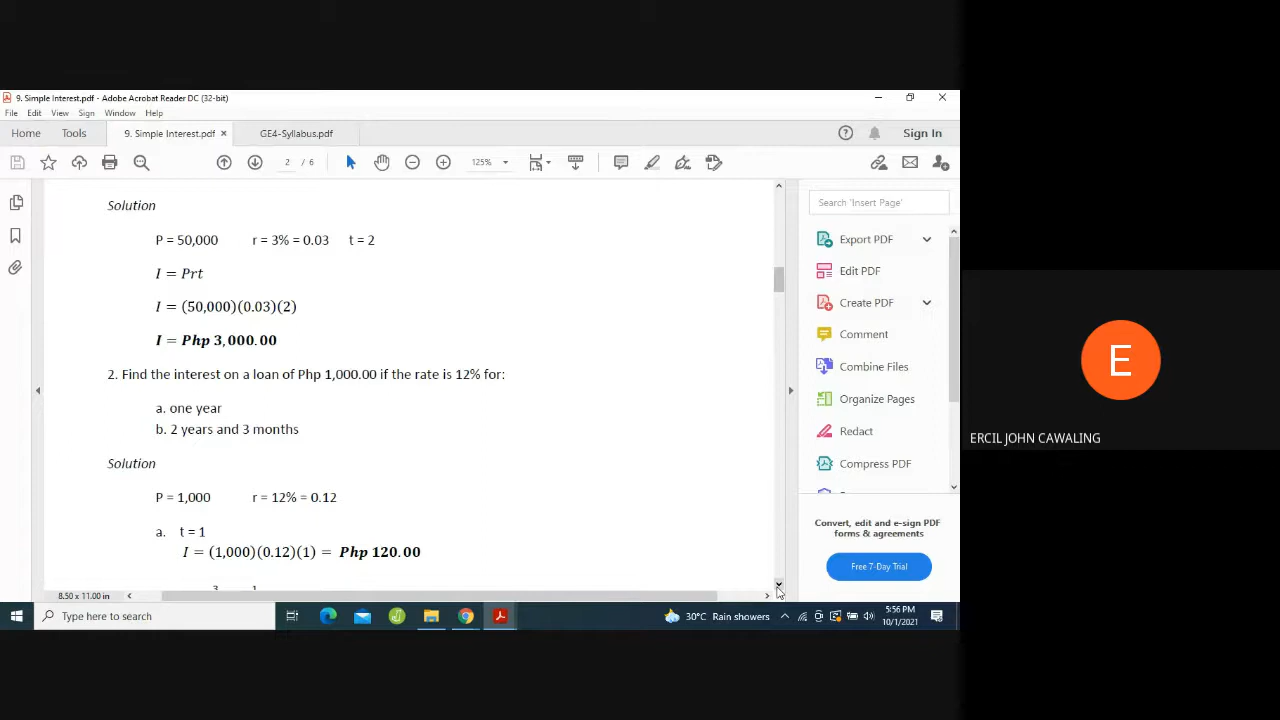 9. Simple Interest.pdf - Adobe Acrobat Reader DC (32-bit)
File Edit View Sign Window Help
Home Tools 9. Simple Interest.pdf × GE4-Syllabus.pdf Sign In
2 / 6 125%
Solution
P = 50,000 r = 3% = 0.03 t = 2
I = Prt
I = (50,000)(0.03)(2)
I = Php 3,000.00
2. Find the interest on a loan of Php 1,000.00 if the rate is 12% for:
a. one year
b. 2 years and 3 months
Solution
P = 1,000 r = 12% = 0.12
a. t = 1
I = (1,000)(0.12)(1) = Php 120.00
8.50 x 11.00 in
Search 'Insert Page'
Export PDF
Edit PDF
Create PDF
Comment
Combine Files
Organize Pages
Redact
Compress PDF
Convert, edit and e-sign PDF
forms & agreements
Free 7-Day Trial
Type here to search
30°C Rain showers
5:56 PM
10/1/2021
E
ERCIL JOHN CAWALING